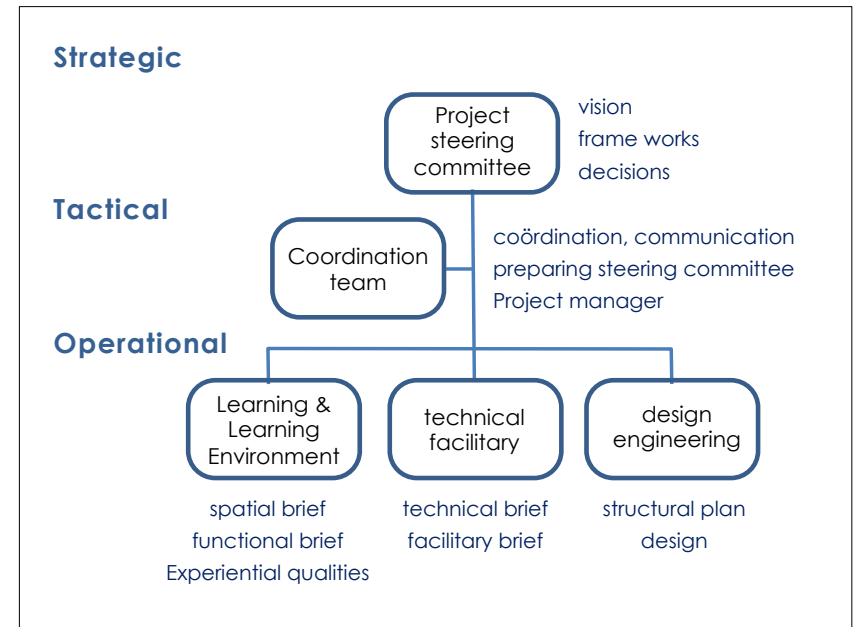 Strategic
Project
steering
committee
vision
frame works
decisions
Tactical
Coordination
team
coördination, communication
preparing steering committee
Project manager
Operational
Learning &
Learning
Environment
technical
facilitary
design
engineering
spatial brief
functional brief
Experiential qualities
technical brief
facilitary brief
structural plan
design